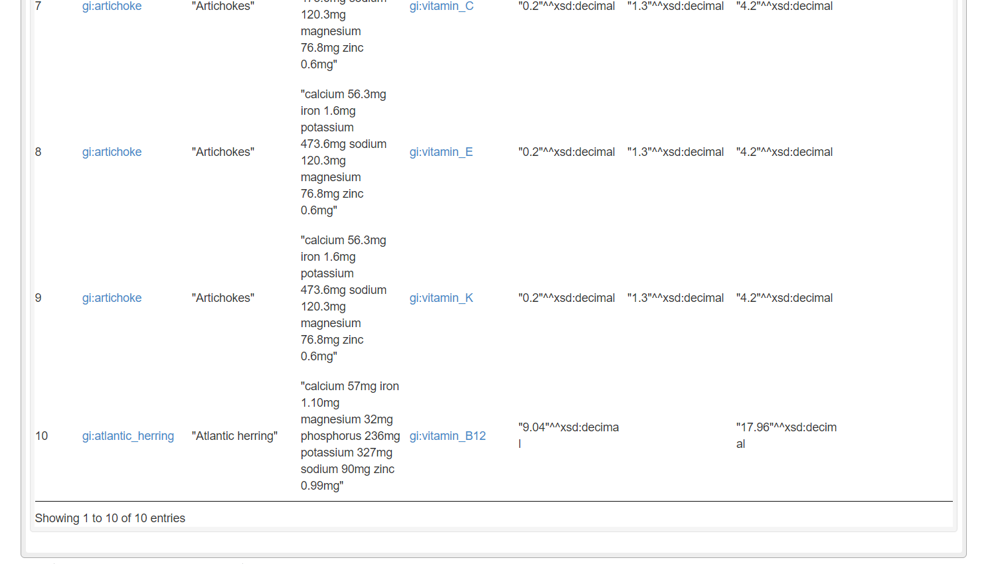 7 gi:artichoke "Artichokes" gi:vitamin_C "0.2"^^xsd:decimal "1.3"^^xsd:decimal "4.2"^^xsd:decimal
120.3mg
magnesium
76.8mg zinc
0.6mg"
"calcium 56.3mg
iron 1.6mg
potassium
473.6mg sodium
8 gi:artichoke "Artichokes" gi:vitamin_E "0.2"^^xsd:decimal "1.3"^^xsd:decimal "4.2"^^xsd:decimal
120.3mg
magnesium
76.8mg zinc
0.6mg"
"calcium 56.3mg
iron 1.6mg
potassium
473.6mg sodium
9 gi:artichoke "Artichokes" gi:vitamin_K "0.2"^^xsd:decimal "1.3"^^xsd:decimal "4.2"^^xsd:decimal
120.3mg
magnesium
76.8mg zinc
0.6mg"
"calcium 57mg iron
1.10mg
magnesium 32mg
"9.04"^^xsd:decima "17.96"^^xsd:decim
10 gi:atlantic_herring "Atlantic herring" phosphorus 236mg gi:vitamin_B12
l al
potassium 327mg
sodium 90mg zinc
0.99mg"
Showing 1 to 10 of 10 entries